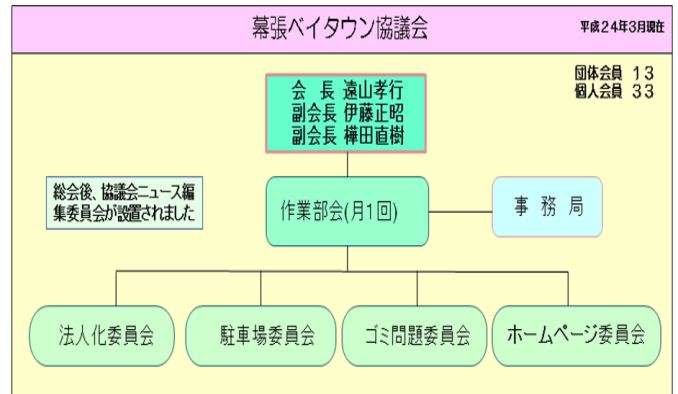 幕張ベイタウン協議会
平成24年3月現在
団体会員 13
個人会員 33
会 長 遠山孝行
副会長 伊藤正昭
副会長 樺田直樹
総会後、協議会ニュース編
集委員会が設置されました
作業部会(月1回)
事 務 局
法人化委員会
駐車場委員会
ゴミ問題委員会
ホームページ委員会